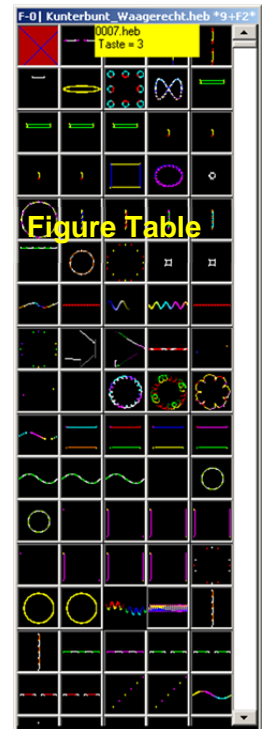 F-0| Kunterbunt_Waagerecht.heb *9+F2*
0007.heb
Taste = 3
Figure Table